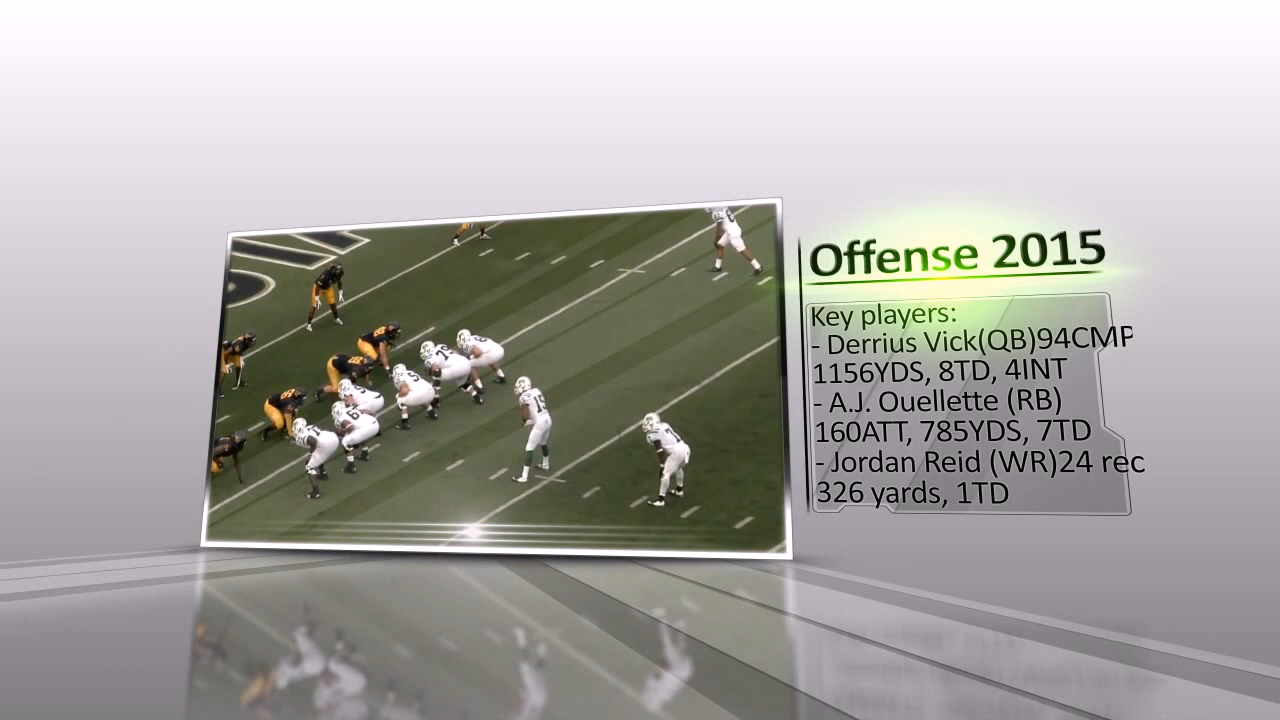 Offense 2015
Key players:
- Derrius Vick(QB)94CMP
1156YDS, 8TD, 4INT
- A.J. Ouellette (RB)
160ATT, 785YDS, 7TD
- Jordan Reid (WR)24 rec
326 yards, 1TD